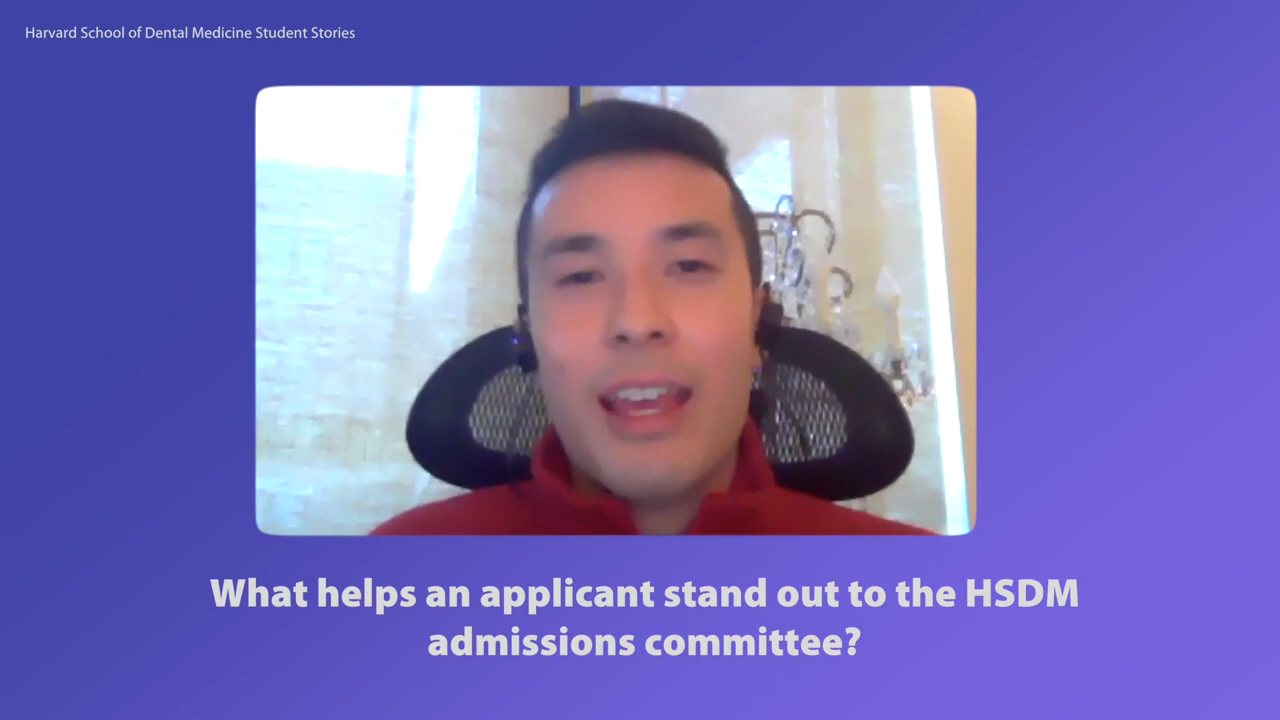 Harvard School of Dental Medicine Student Stories
What helps an applicant stand out to the HSDM
admissions committee?